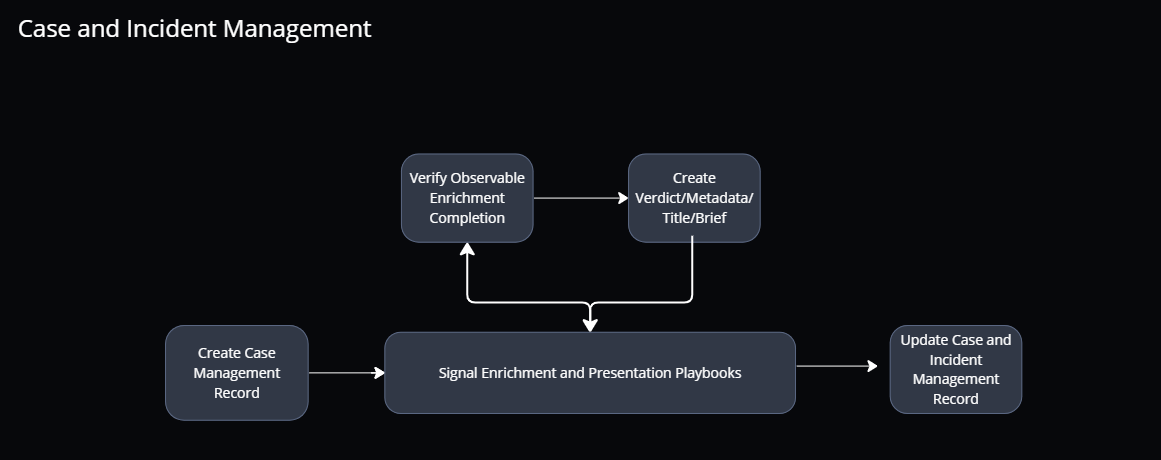 Case and Incident Management
Verify Observable
Enrichment
Completion
Create
Verdict/Metadata/
Title/Brief
Create Case
Management
Record
Signal Enrichment and Presentation Playbooks
Update Case and
Incident
Management
Record